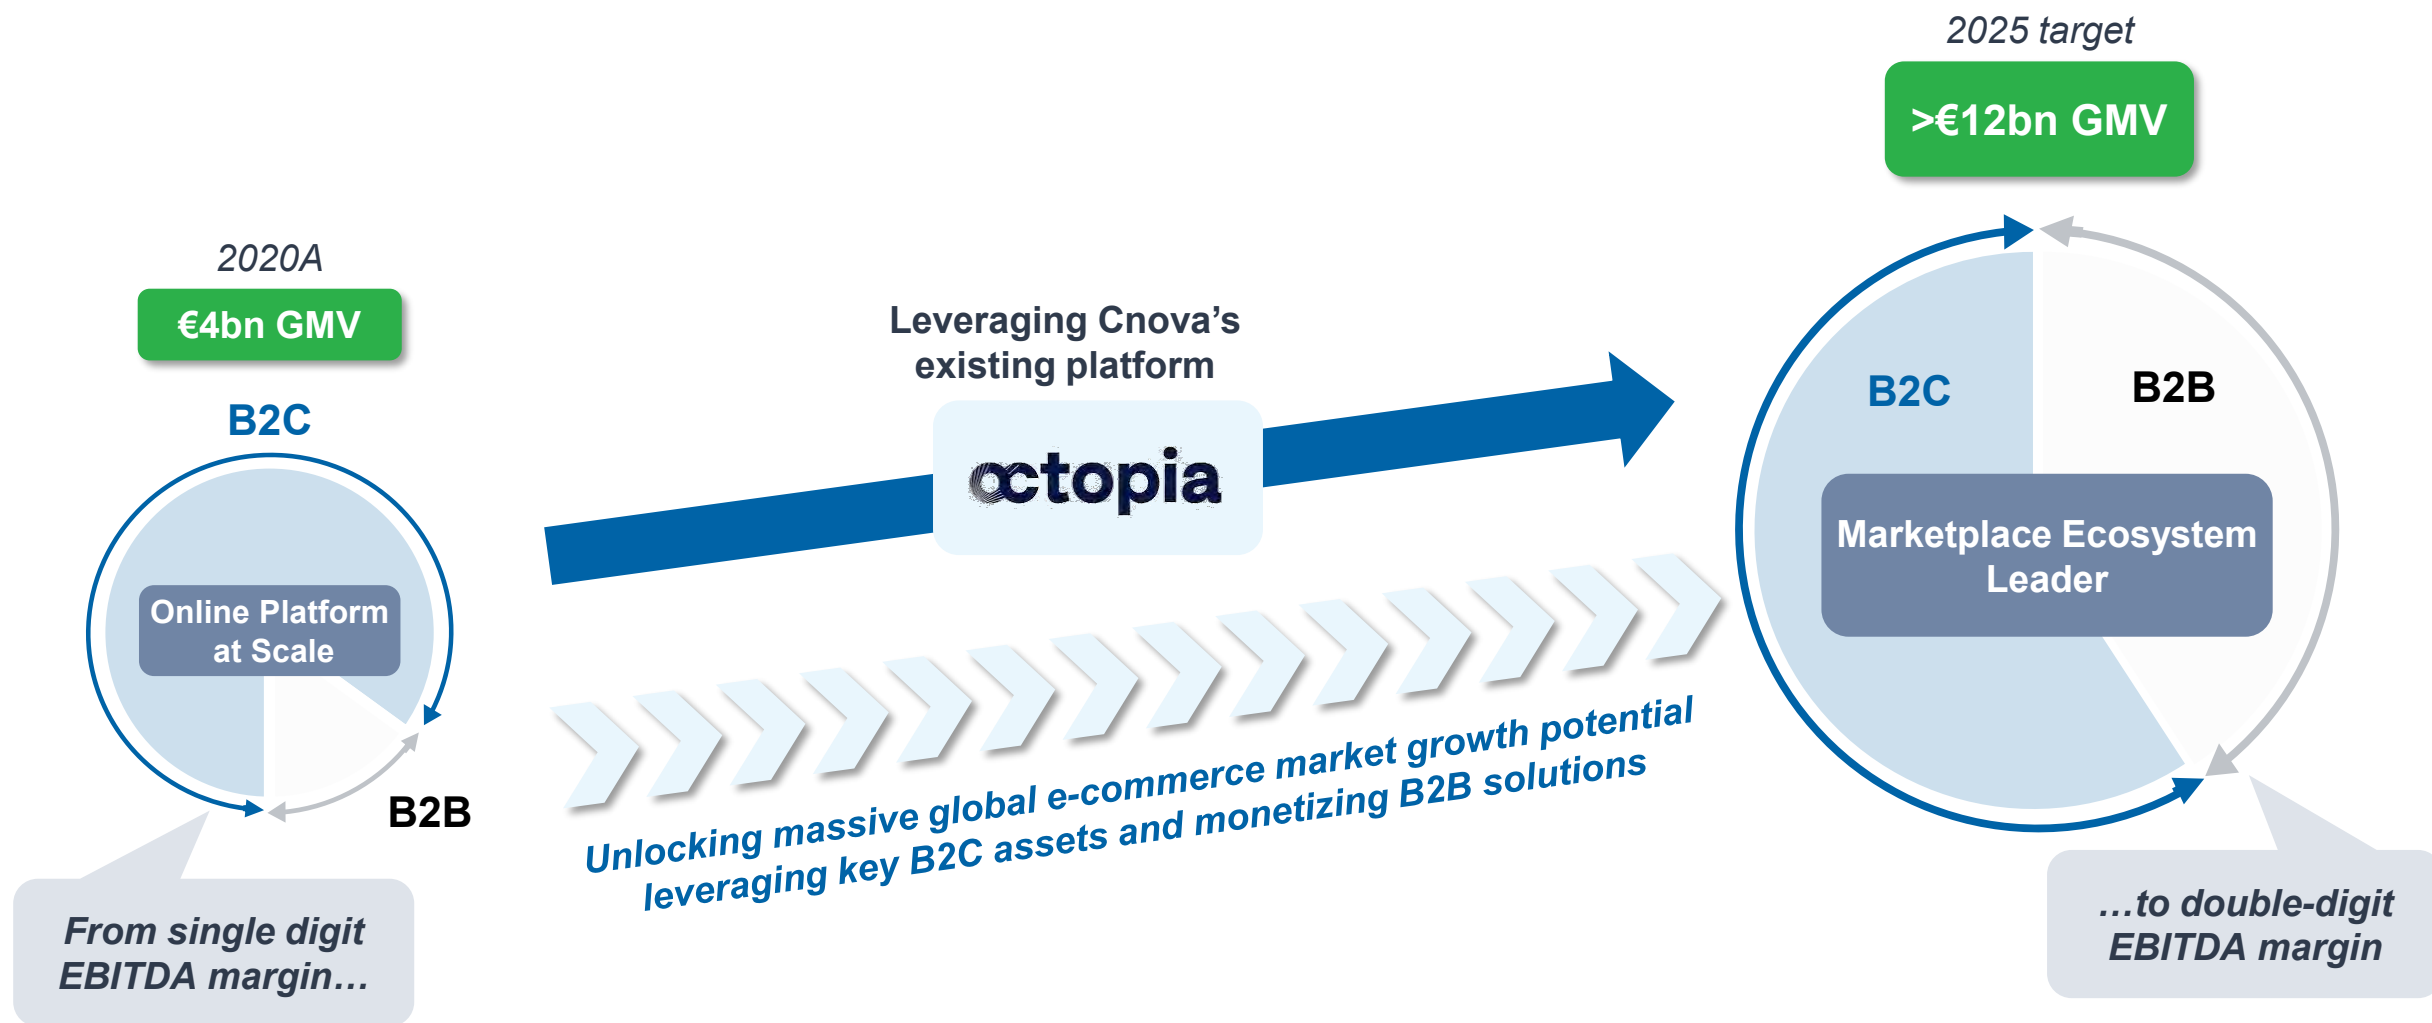 2020A
€4bn GMV
B2C
Online Platform
at Scale
B2B
From single digit
EBITDA margin…
Leveraging Cnova’s
existing platform
octopia
Unlocking massive global e-commerce market growth potential
leveraging key B2C assets and monetizing B2B solutions
2025 target
>€12bn GMV
B2C
B2B
Marketplace Ecosystem
Leader
…to double-digit
EBITDA margin